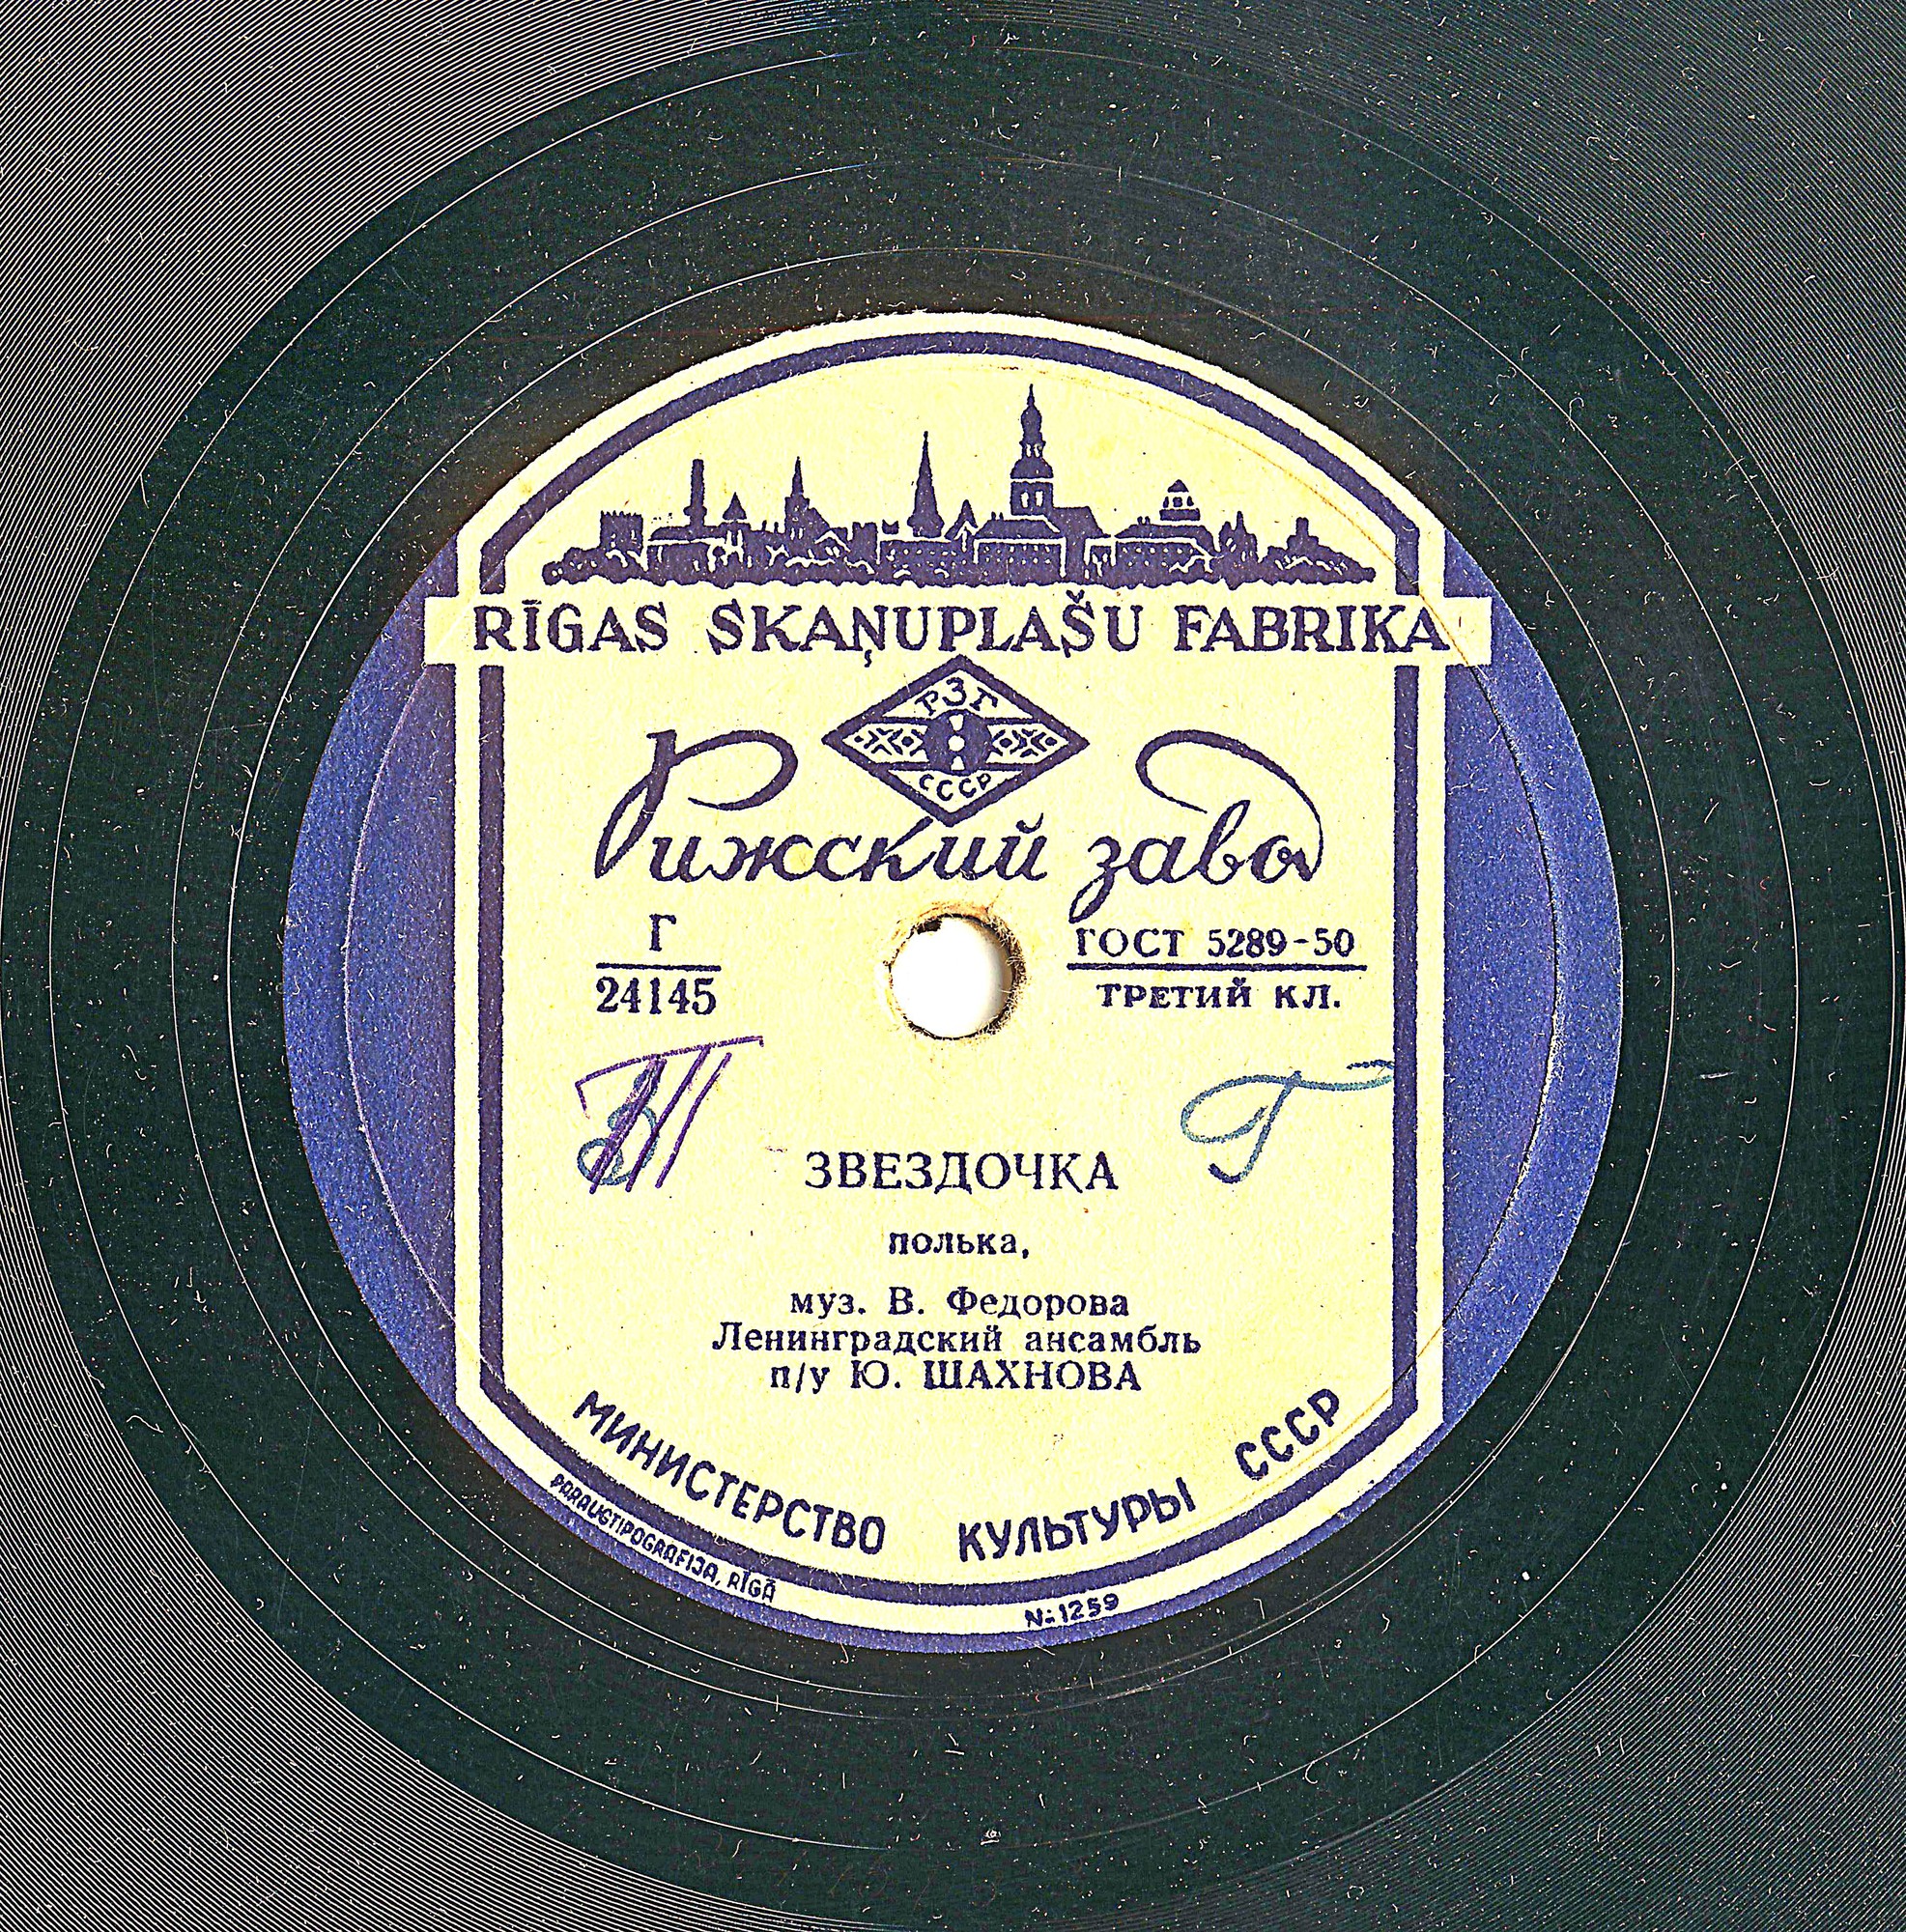 RĪGAS SKAŅUPLAŠU FABRIKA
РЗГ
СССР
Рижский завод
Г
24145
ГОСТ 5289-50
ТРЕТИЙ КЛ.
Г
ЗВЕЗДОЧКА
полька,
муз. В. Федорова
Ленинградский ансамбль
п/у Ю. ШАХНОВА
МИНИСТЕРСТВО КУЛЬТУРЫ СССР
PARAUGTIPOGRAFIJA, RĪGĀ
N: 1259